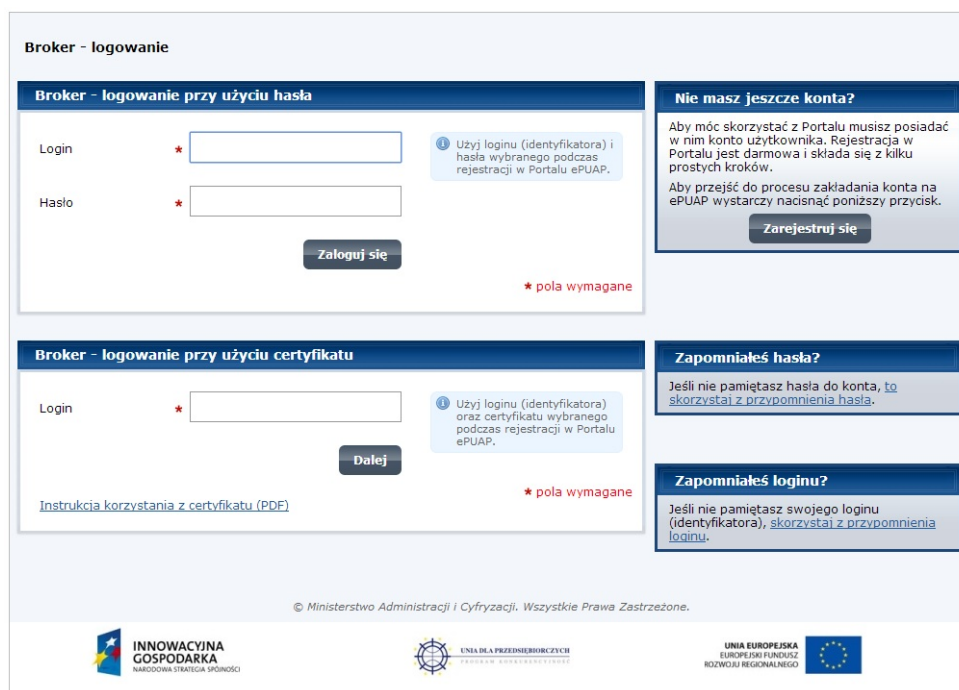 Broker - logowanie
Broker - logowanie przy użyciu hasła
Login *
Użyj loginu (identyfikatora) i
hasła wybranego podczas
rejestracji w Portalu ePUAP.
Hasło *
Zaloguj się
* pola wymagane
Nie masz jeszcze konta?
Aby móc skorzystać z Portalu musisz posiadać
w nim konto użytkownika. Rejestracja w
Portalu jest darmowa i składa się z kilku
prostych kroków.
Aby przejść do procesu zakładania konta na
ePUAP wystarczy nacisnąć poniższy przycisk.
Zarejestruj się
Broker - logowanie przy użyciu certyfikatu
Login *
Użyj loginu (identyfikatora)
oraz certyfikatu wybranego
podczas rejestracji w Portalu
ePUAP.
Dalej
* pola wymagane
Instrukcja korzystania z certyfikatu (PDF)
Zapomniałeś hasła?
Jeśli nie pamiętasz hasła do konta, to
skorzystaj z przypomnienia hasła.
Zapomniałeś loginu?
Jeśli nie pamiętasz swojego loginu
(identyfikatora), skorzystaj z przypomnienia
loginu.
© Ministerstwo Administracji i Cyfryzacji. Wszystkie Prawa Zastrzeżone.
INNOWACYJNA
GOSPODARKA
NARODOWA STRATEGIA SPÓJNOŚCI
UNIA DLA PRZEDSIĘBIORCZYCH
PROGRAM KONKURENCYJNOŚĆ
UNIA EUROPEJSKA
EUROPEJSKI FUNDUSZ
ROZWOJU REGIONALNEGO